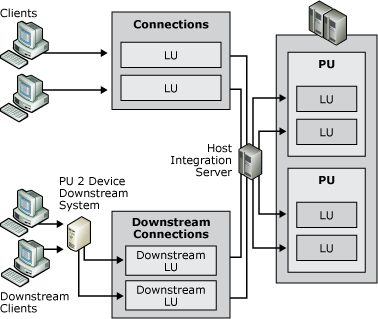 Clients
Connections
LU
LU
Host
Integration
Server
PU
LU
LU
PU
LU
LU
PU 2 Device
Downstream
System
Downstream
Connections
Downstream
LU
Downstream
LU
Downstream
Clients